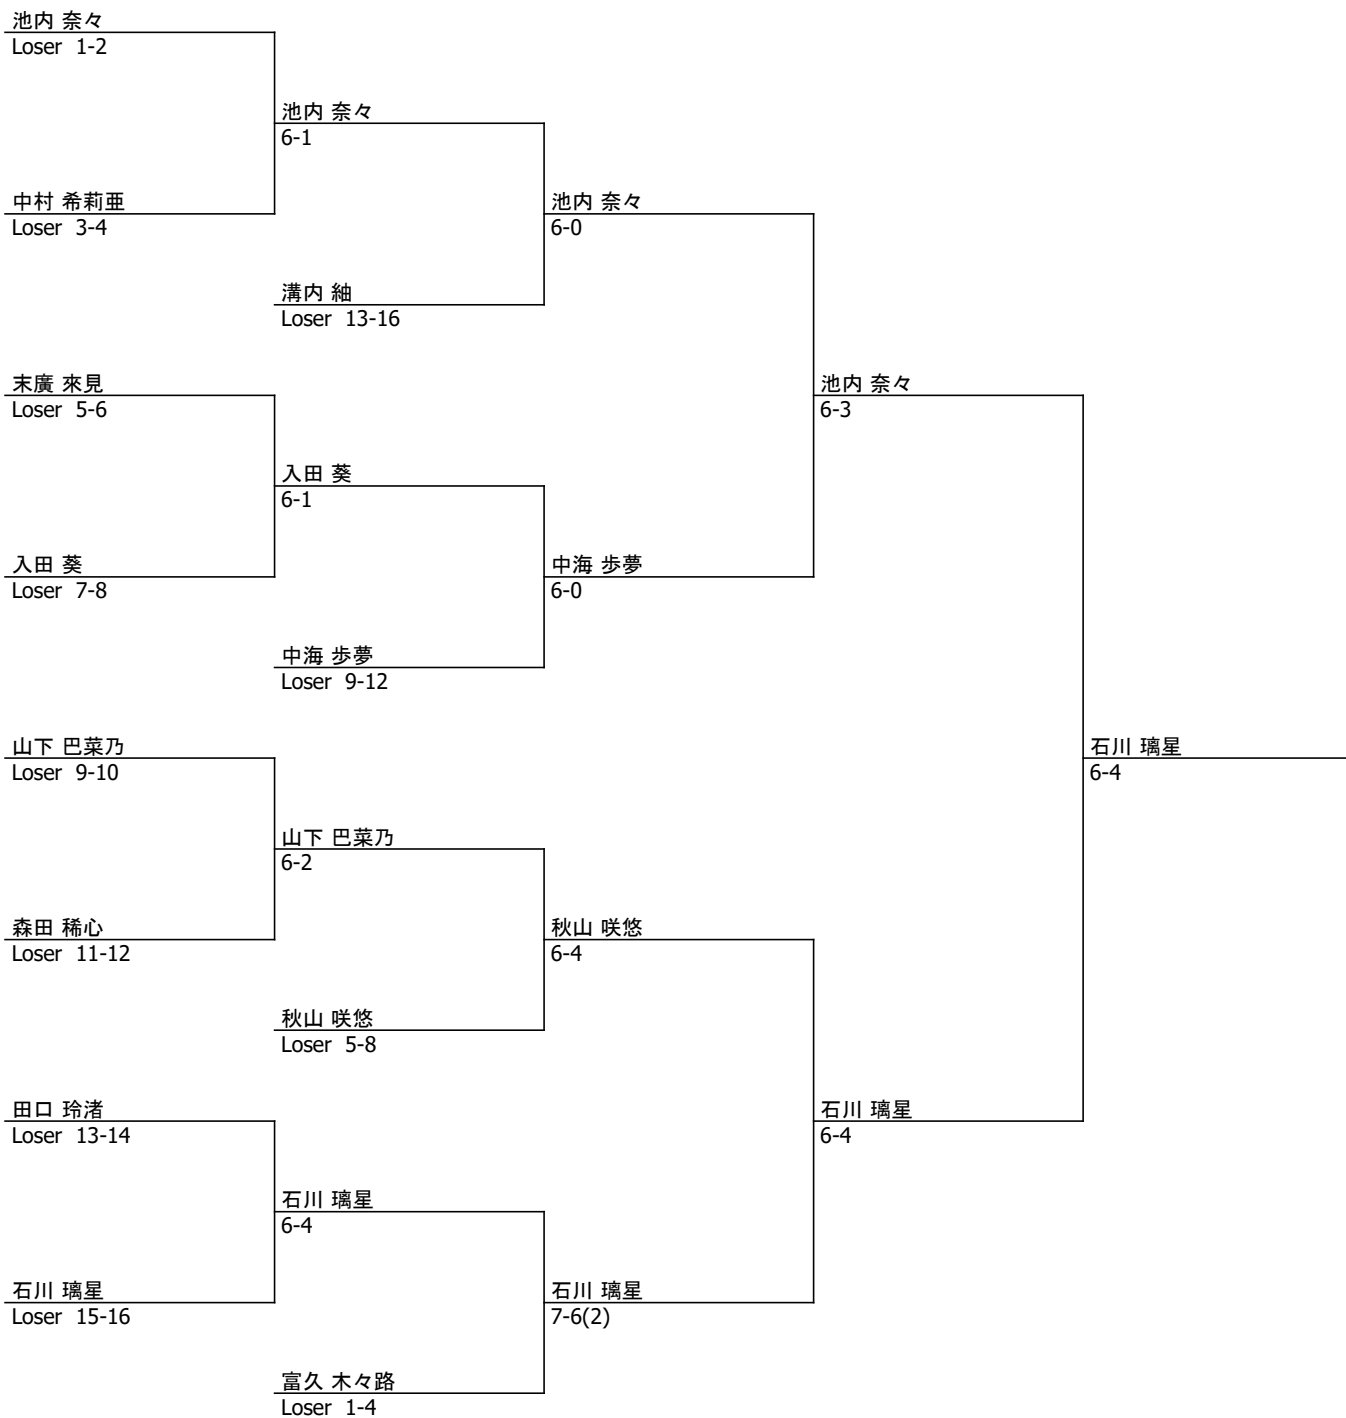 池内 奈々
Loser 1-2
池内 奈々
6-1
中村 希莉亜
Loser 3-4
池内 奈々
6-0
溝内 紬
Loser 13-16
末廣 來見
Loser 5-6
池内 奈々
6-3
入田 葵
6-1
入田 葵
Loser 7-8
中海 歩夢
6-0
中海 歩夢
Loser 9-12
山下 巴菜乃
Loser 9-10
石川 璃星
6-4
山下 巴菜乃
6-2
森田 稀心
Loser 11-12
秋山 咲悠
6-4
秋山 咲悠
Loser 5-8
田口 玲渚
Loser 13-14
石川 璃星
6-4
石川 璃星
6-4
石川 璃星
Loser 15-16
石川 璃星
7-6(2)
富久 木々路
Loser 1-4